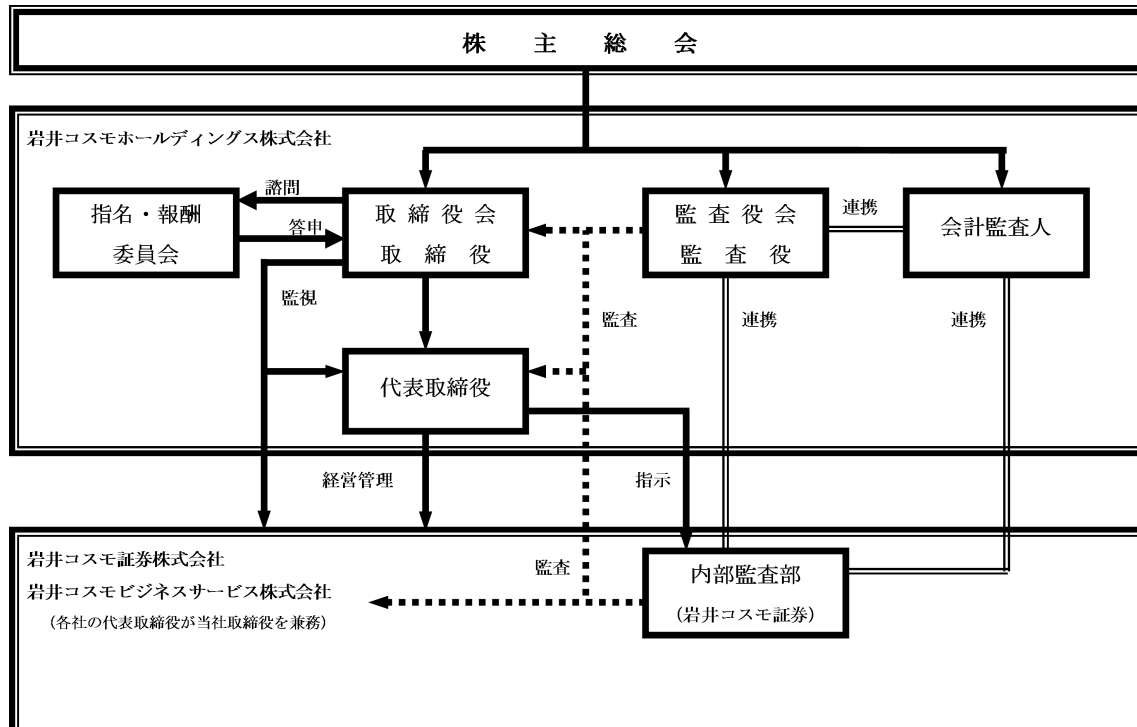 株主総会
岩井コスモホールディングス株式会社
諮問
指名・報酬
委員会
答申
取締役会
取締役
監査役会
監査役
連携
会計監査人
監視
監査
連携
連携
代表取締役
経営管理
指示
岩井コスモ証券株式会社
岩井コスモビジネスサービス株式会社
（各社の代表取締役が当社取締役を兼務）
監査
内部監査部
（岩井コスモ証券）